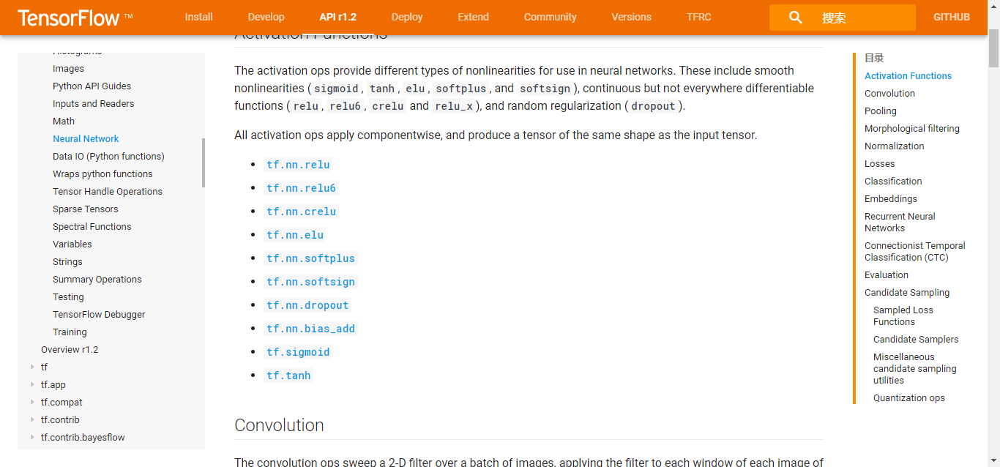 TensorFlow ™
Install
Develop
API r1.2
Deploy
Extend
Community
Versions
TFRC
搜索
GITHUB
Histograms
Images
Python API Guides
Inputs and Readers
Math
Neural Network
Data IO (Python functions)
Wraps python functions
Tensor Handle Operations
Sparse Tensors
Spectral Functions
Variables
Strings
Summary Operations
Testing
TensorFlow Debugger
Training
Overview r1.2
tf
tf.app
tf.compat
tf.contrib
tf.contrib.bayesflow
Activation Functions
The activation ops provide different types of nonlinearities for use in neural networks. These include smooth
nonlinearities ( sigmoid , tanh , elu , softplus , and softsign ), continuous but not everywhere differentiable
functions ( relu , relu6 , crelu and relu_x ), and random regularization ( dropout ).
All activation ops apply componentwise, and produce a tensor of the same shape as the input tensor.
• tf.nn.relu
• tf.nn.relu6
• tf.nn.crelu
• tf.nn.elu
• tf.nn.softplus
• tf.nn.softsign
• tf.nn.dropout
• tf.nn.bias_add
• tf.sigmoid
• tf.tanh
Convolution
The convolution ops sweep a 2-D filter over a batch of images, applying the filter to each window of each image of
目录
Activation Functions
Convolution
Pooling
Morphological filtering
Normalization
Losses
Classification
Embeddings
Recurrent Neural
Networks
Connectionist Temporal
Classification (CTC)
Evaluation
Candidate Sampling
Sampled Loss
Functions
Candidate Samplers
Miscellaneous
candidate sampling
utilities
Quantization ops